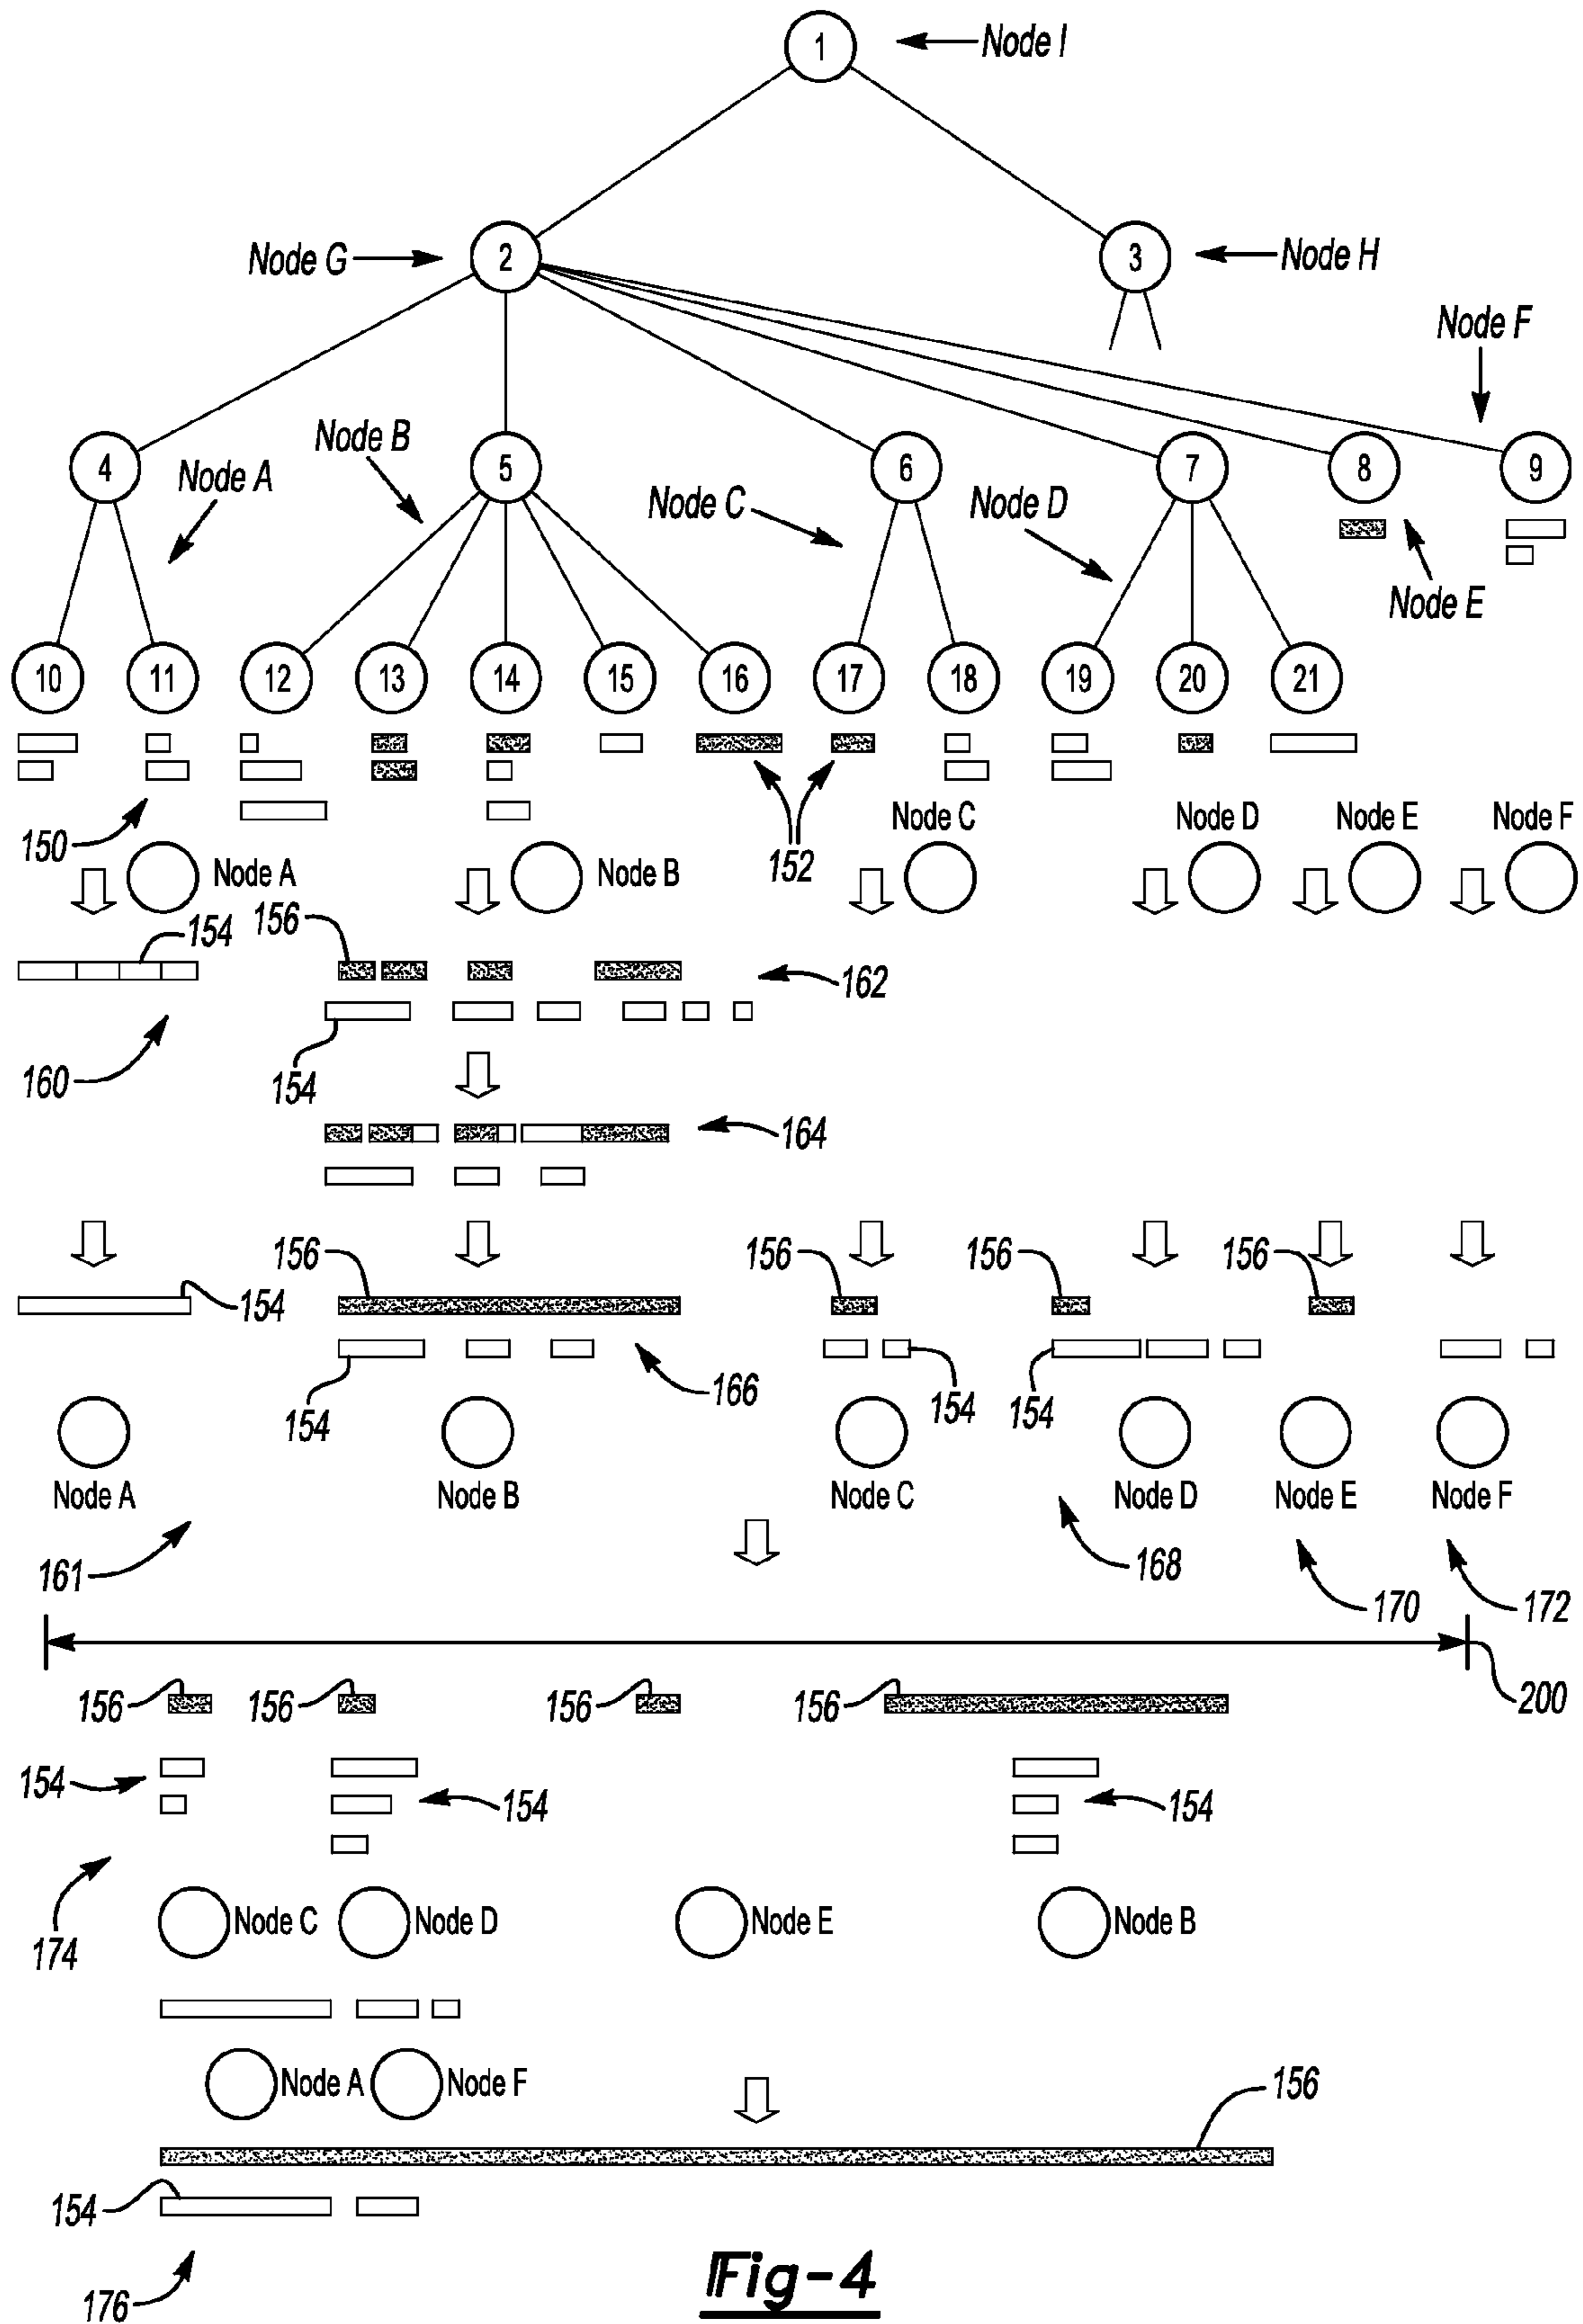 1 Node I
Node G 2 3 Node H
Node F
4 Node A Node B 5 Node C 6 Node D 7 8 9
Node E
10 11 12 13 14 15 16 17 18 19 20 21
150 152 Node C Node D Node E Node F
Node A Node B
154 156
162
160 154
164
156 156 156 156
154
154 166 154 154
Node A Node B Node C Node D Node E Node F
161 168 170 172
156 156 156 156 200
154 154 154
174 Node C Node D Node E Node B
Node A Node F
156
154
176
Fig-4